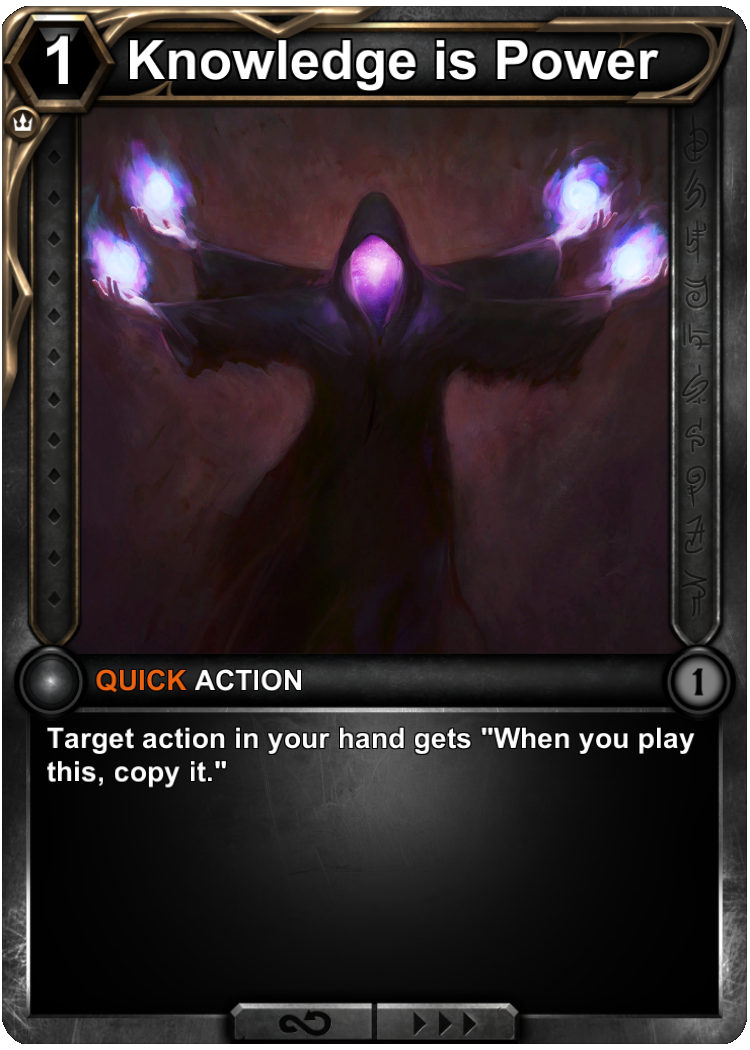 1
Knowledge is Power
QUICK ACTION
1
Target action in your hand gets "When you play
this, copy it."